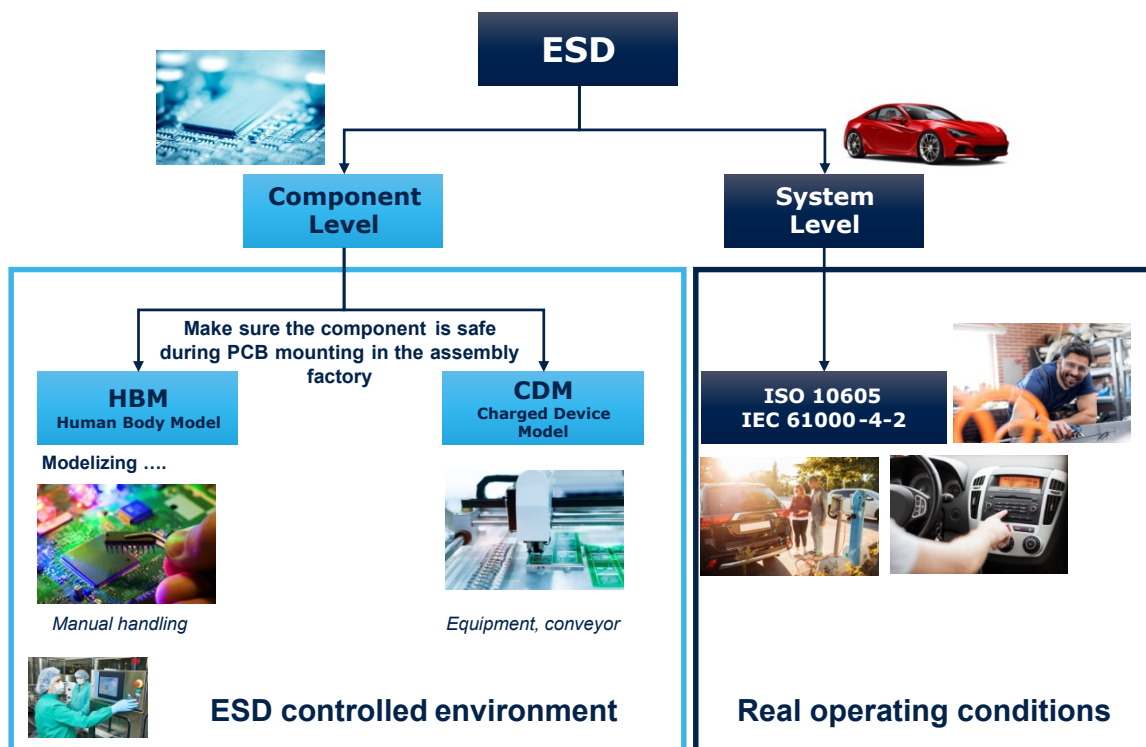 ESD
Component
Level
System
Level
Make sure the component is safe
during PCB mounting in the assembly
factory
HBM
Human Body Model
CDM
Charged Device
Model
ISO 10605
IEC 61000-4-2
Modelizing ....
Manual handling
Equipment, conveyor
ESD controlled environment
Real operating conditions